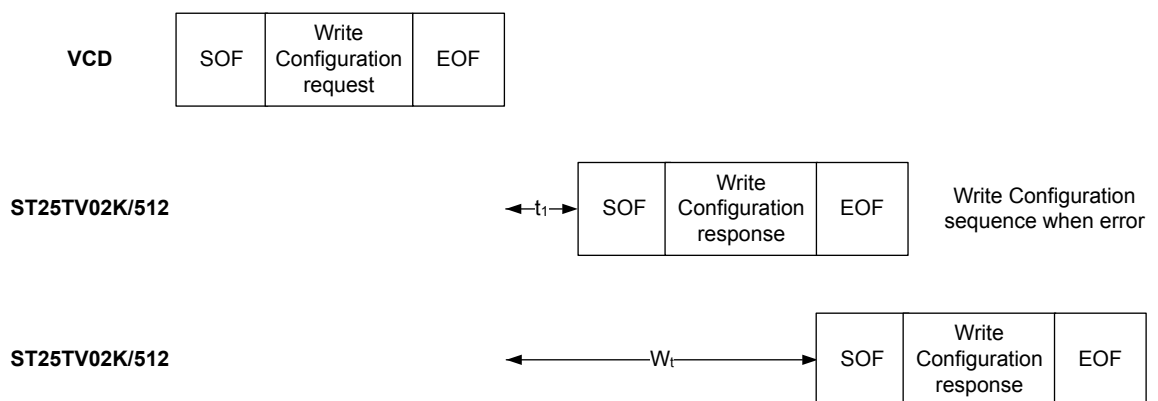 VCD
SOF
Write
Configuration
request
EOF
ST25TV02K/512
t1
SOF
Write
Configuration
response
EOF
Write Configuration
sequence when error
ST25TV02K/512
Wt
SOF
Write
Configuration
response
EOF